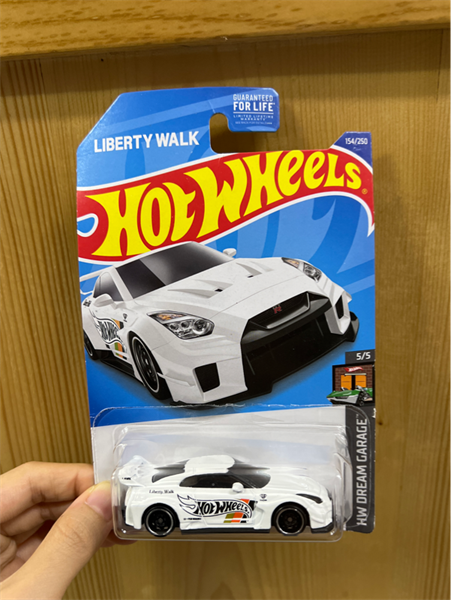 GUARANTEED
FOR LIFE
LIMITED LIFETIME
WARRANTY
LIBERTY WALK
154/250
HOT WHEELS
5/5
HW DREAM GARAGE
Liberty Walk
HOT WHEELS